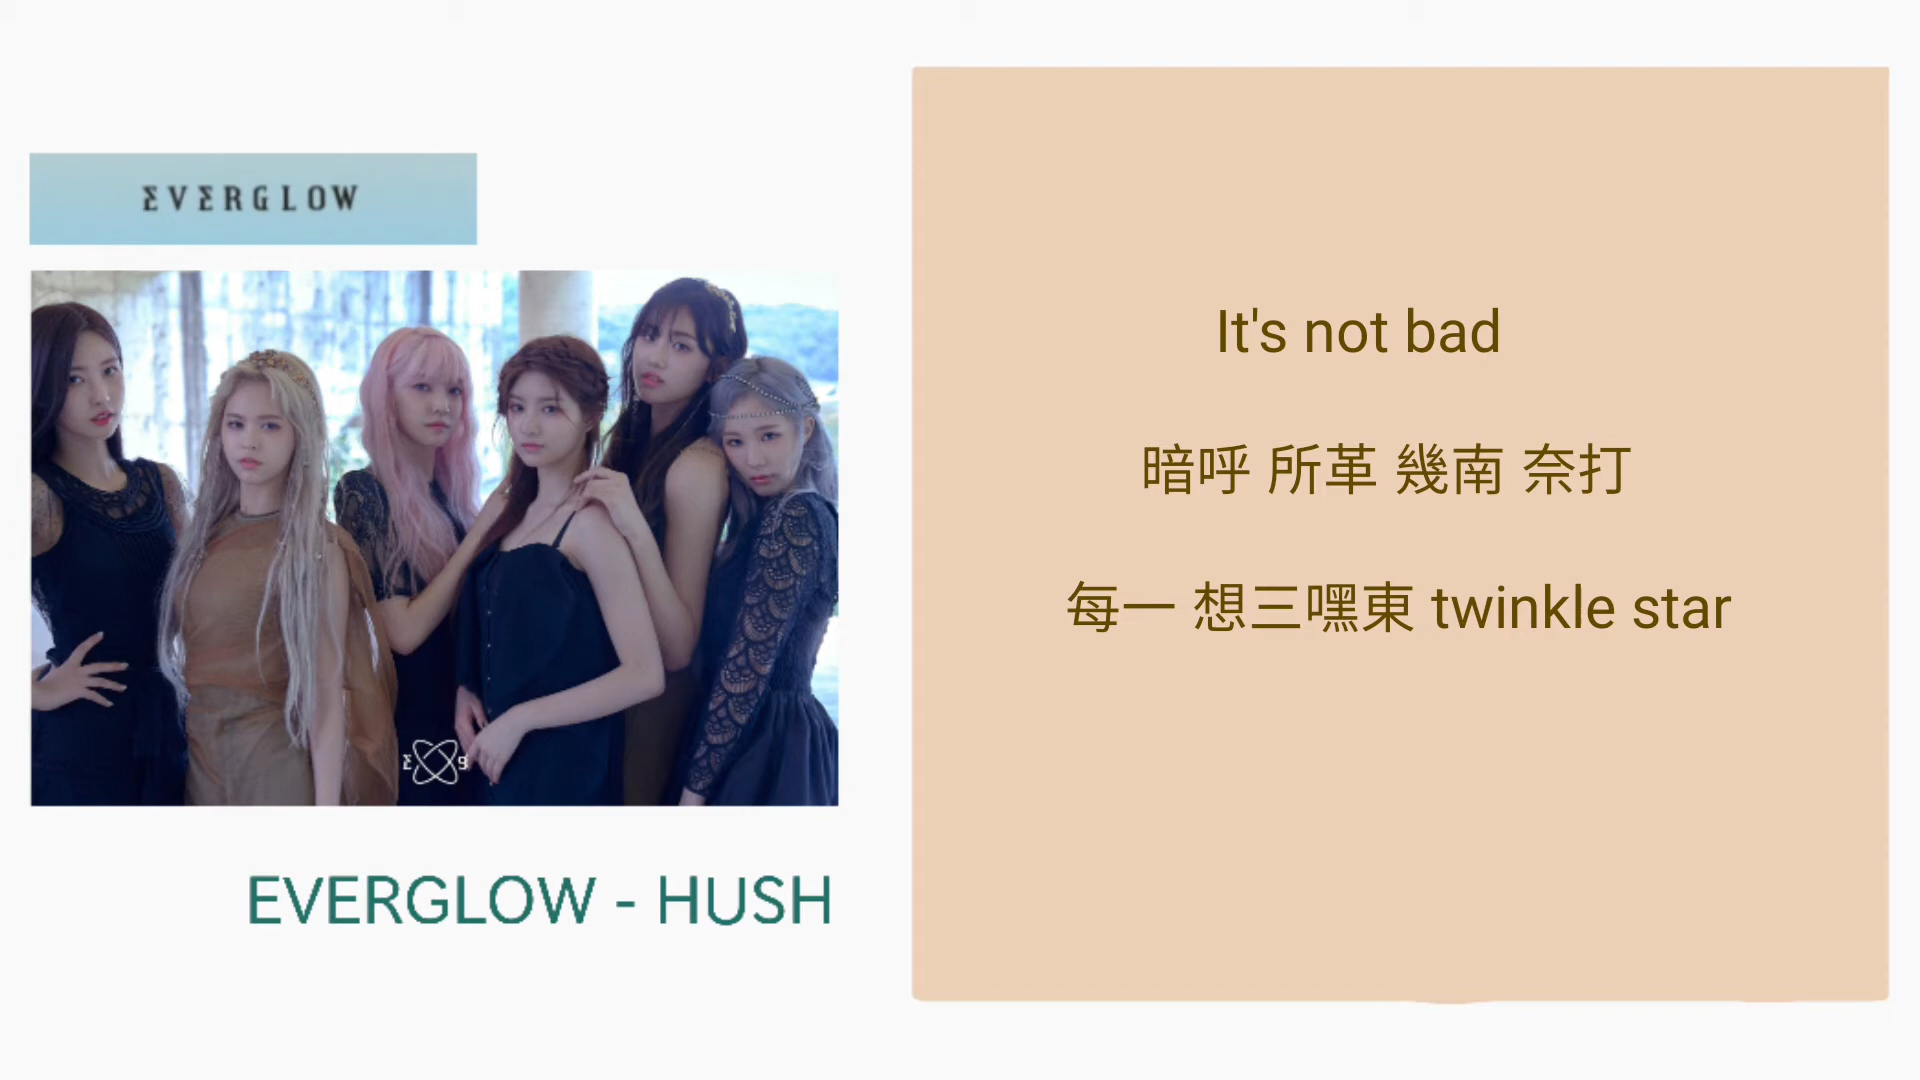 EVERGLOW
E 9
EVERGLOW - HUSH
It's not bad
暗呼 所革 幾南 奈打
每一 想三嘿東 twinkle star